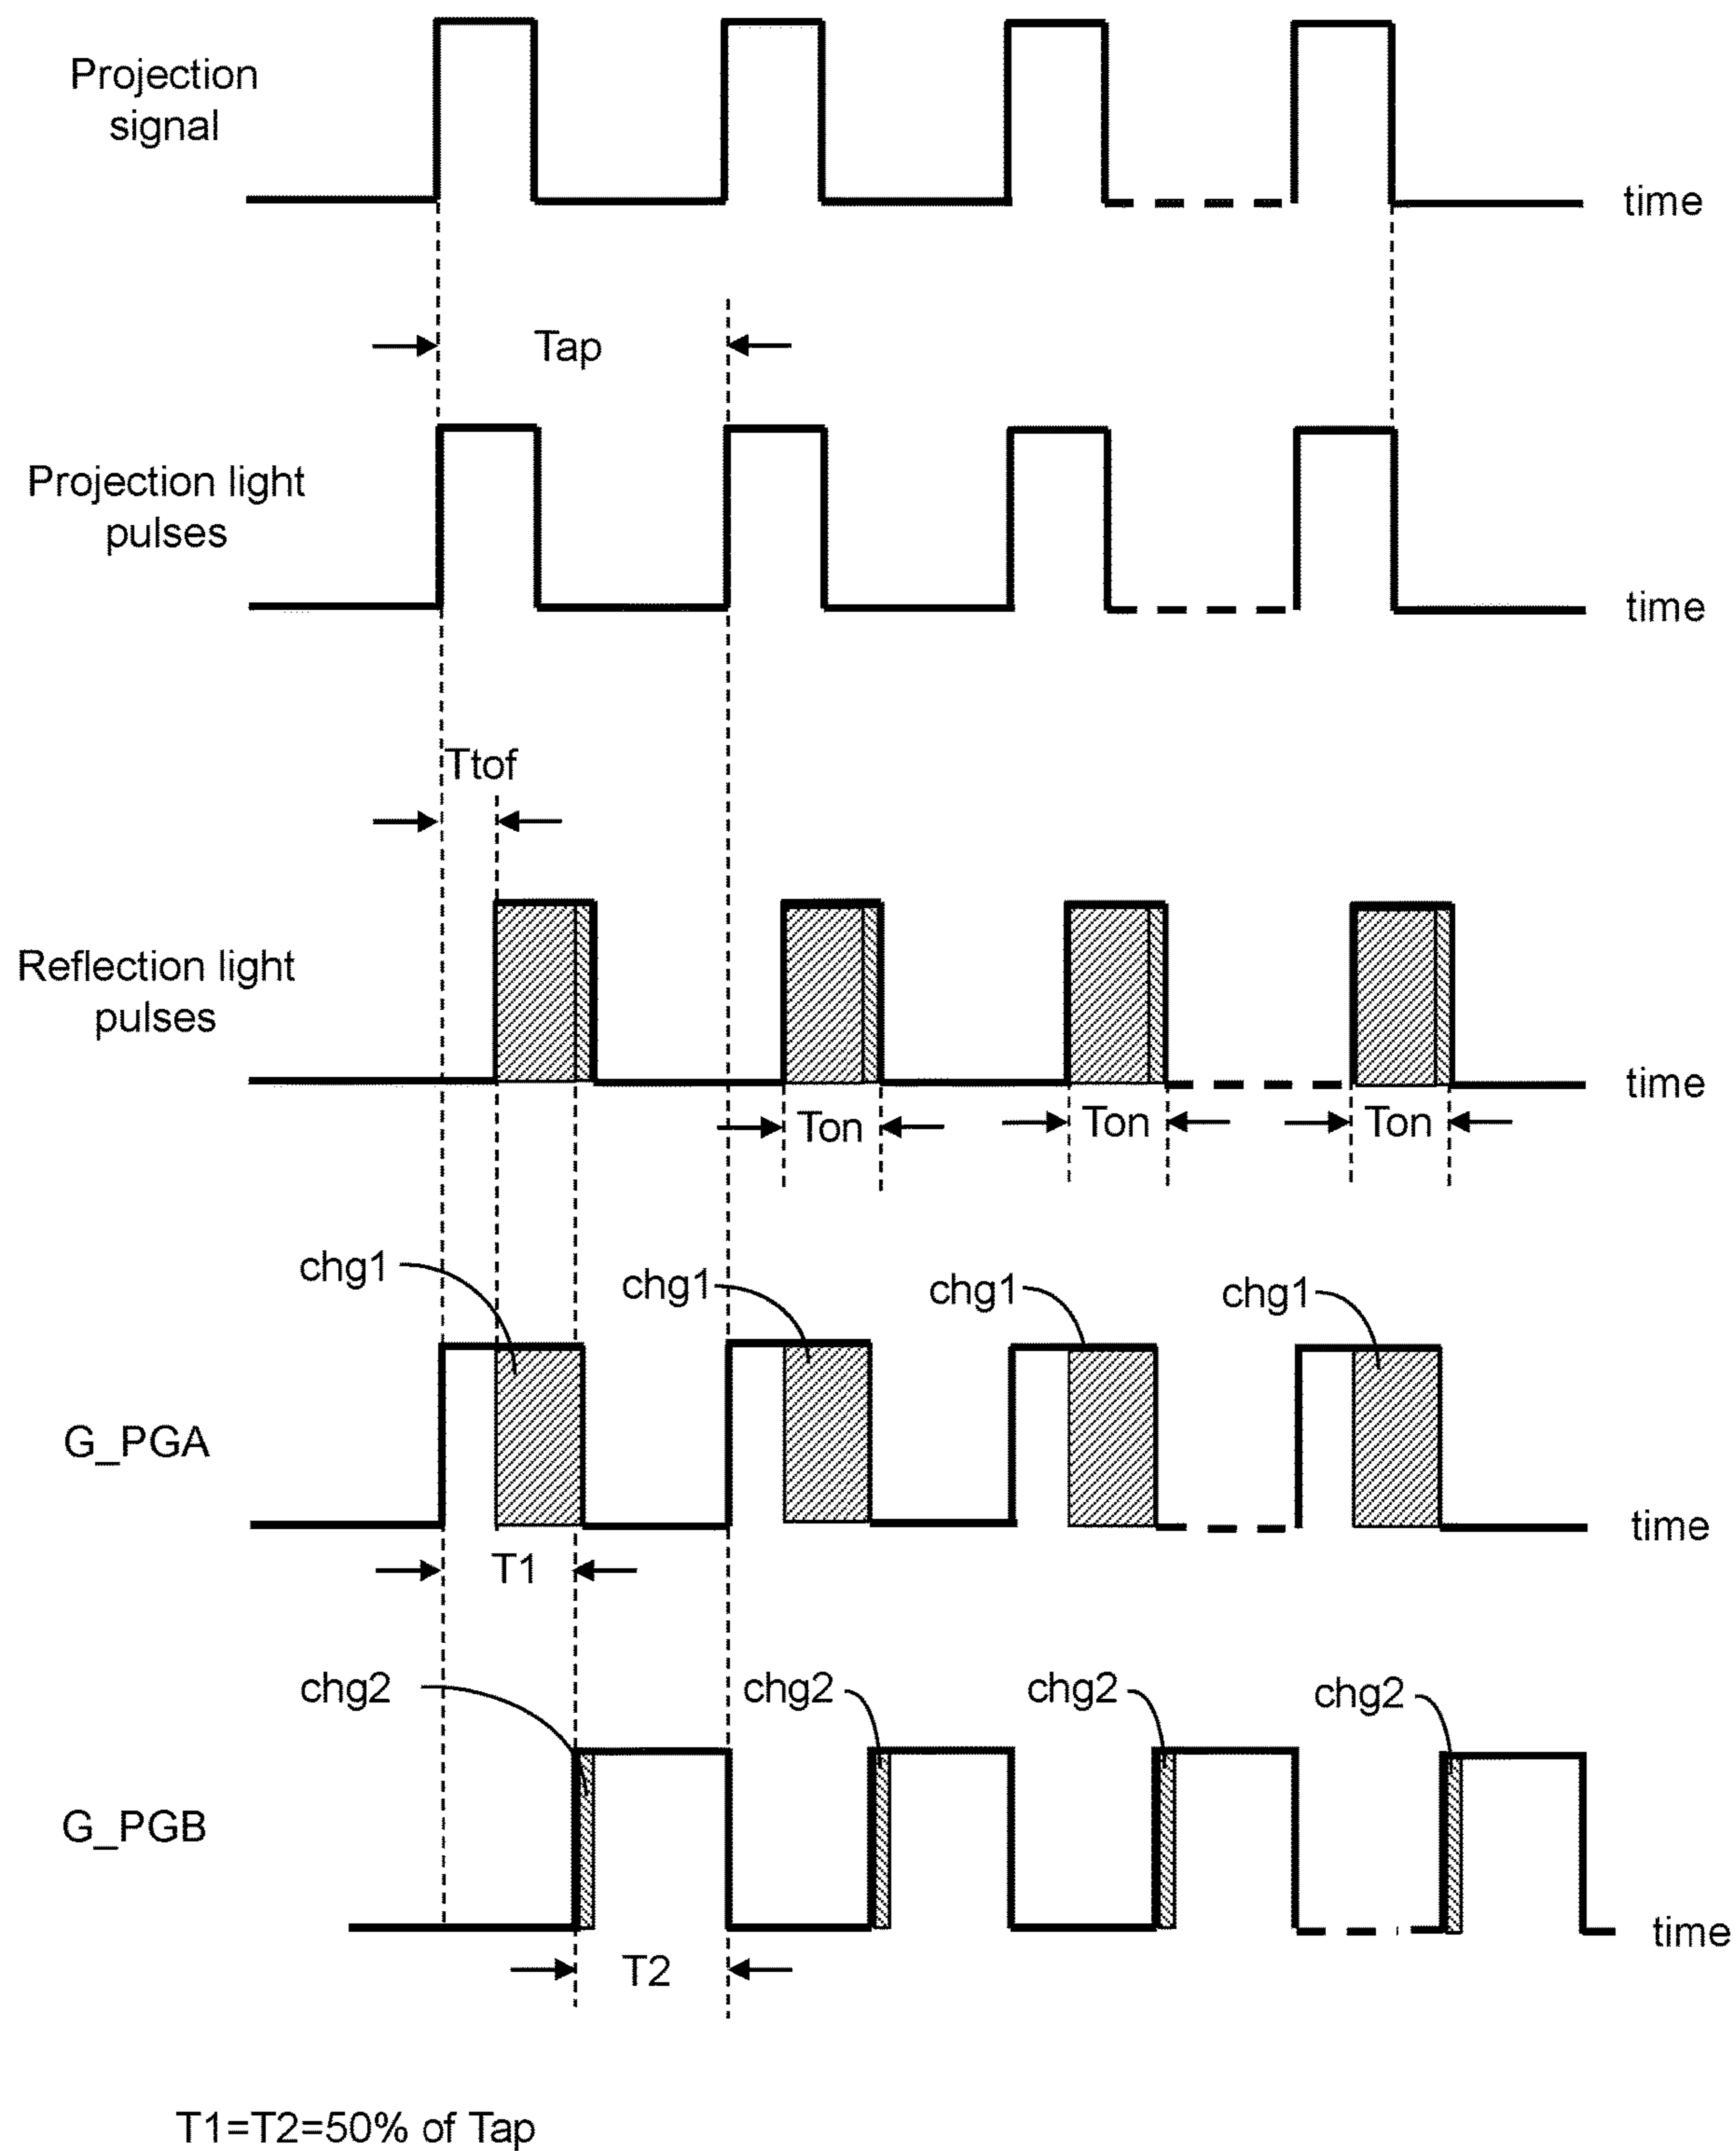 Projection
signal
time
Tap
Projection light
pulses
time
Ttof
Reflection light
pulses
time
Ton
Ton
Ton
chg1
chg1
chg1
chg1
G_PGA
time
T1
chg2
chg2
chg2
chg2
G_PGB
time
T2
T1=T2=50% of Tap